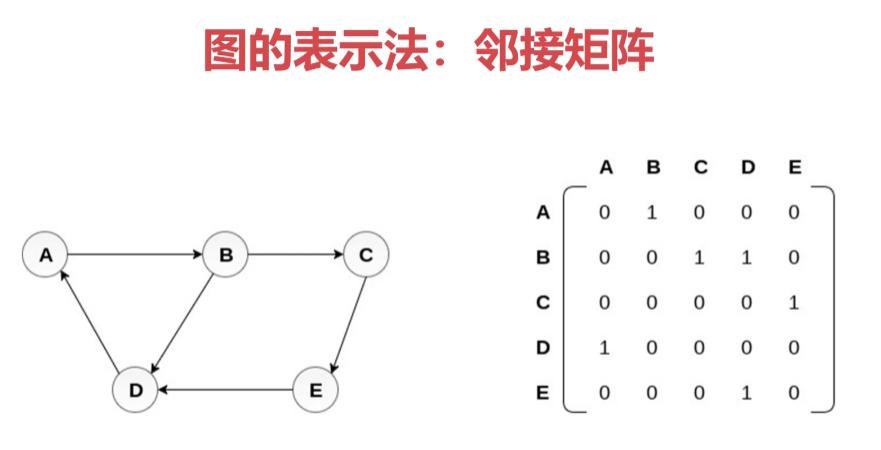 图的表示法：邻接矩阵
A B C D E
A 0 1 0 0 0
B 0 0 1 1 0
C 0 0 0 0 1
D 1 0 0 0 0
E 0 0 0 1 0
A B C
D E